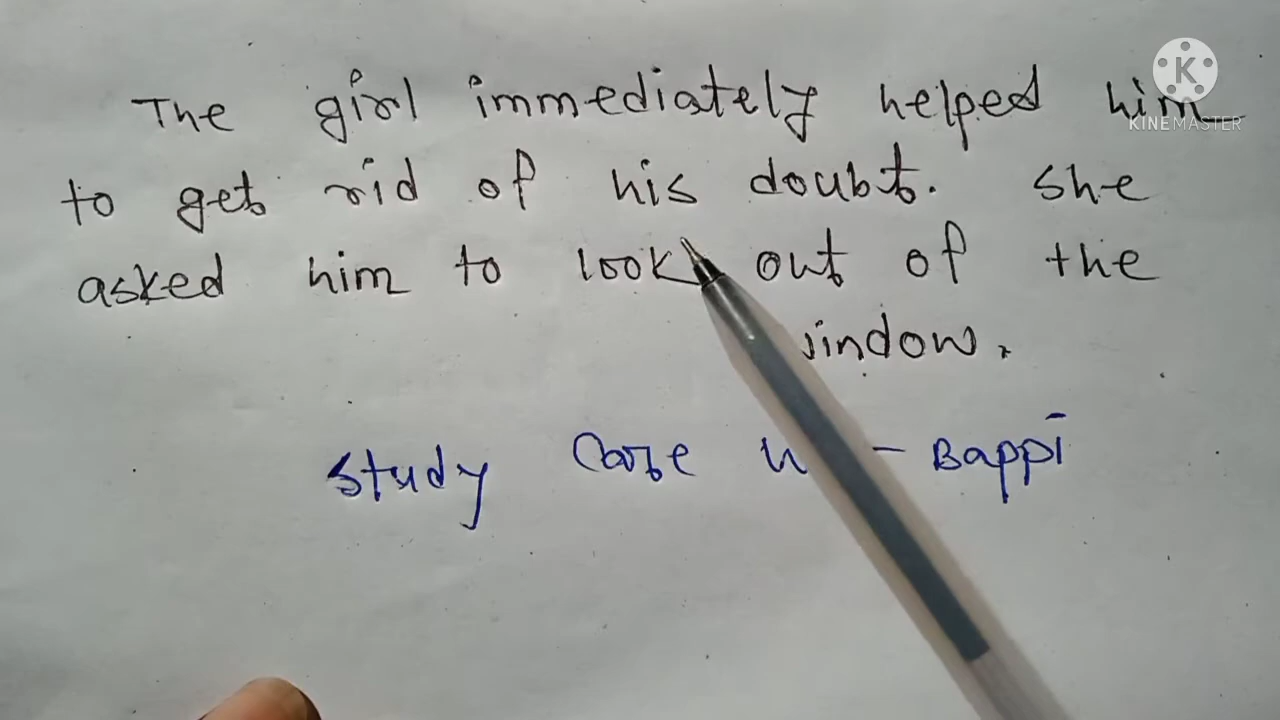 The girl immediately helped him
to get rid of his doubt. She
asked him to look out of the
indow.
Study Care - Bappi
K
KINEMASTER